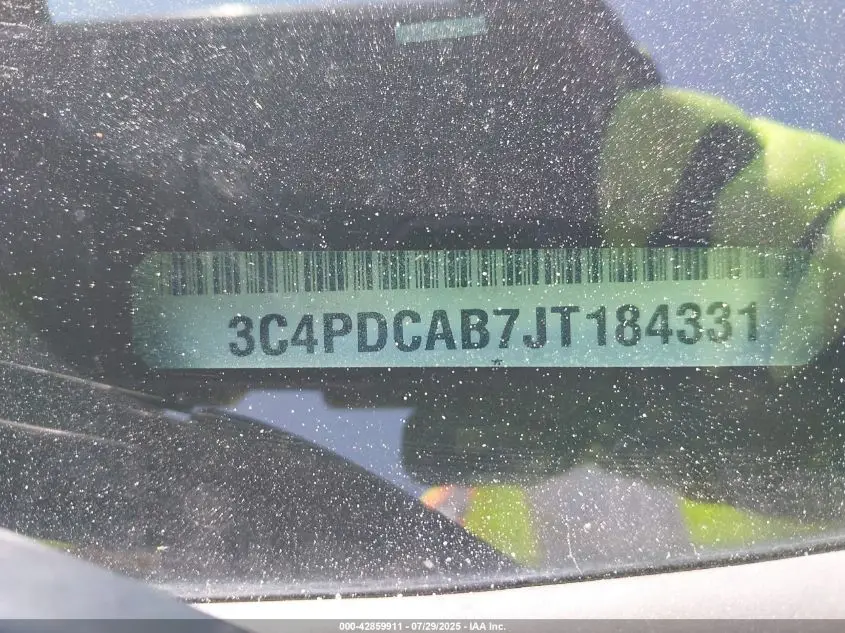 3C4PDCAB7JT184331
*
000-42859911 - 07/29/2025 - IAA Inc.